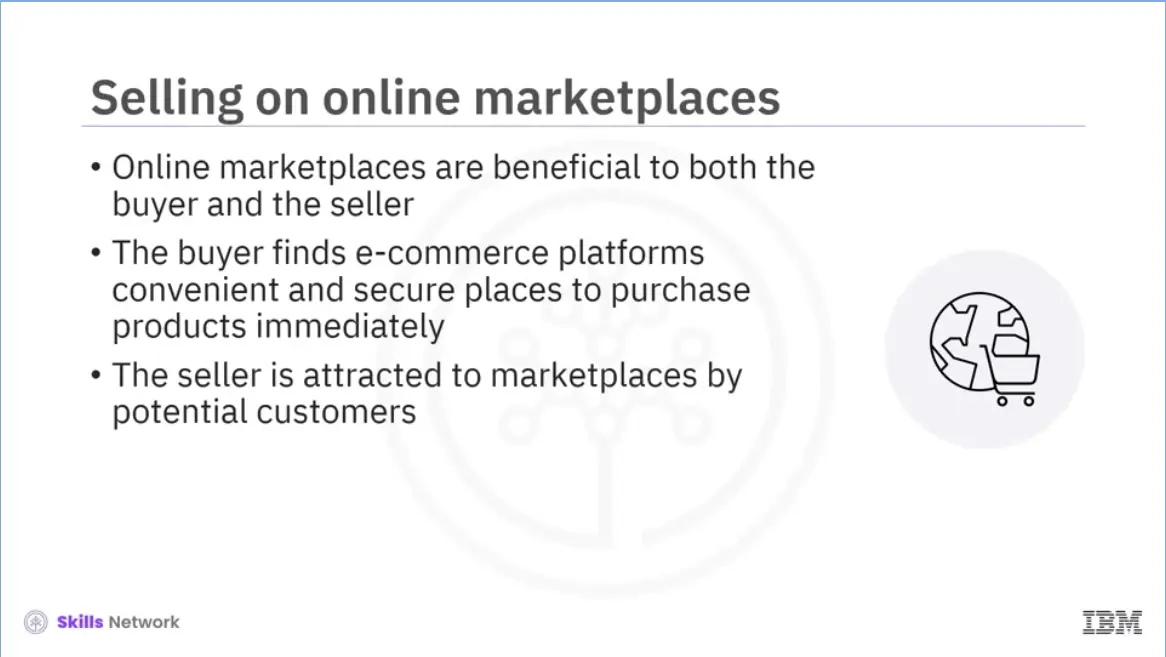 Selling on online marketplaces
• Online marketplaces are beneficial to both the
buyer and the seller
• The buyer finds e-commerce platforms
convenient and secure places to purchase
products immediately
• The seller is attracted to marketplaces by
potential customers
Skills Network
IBM